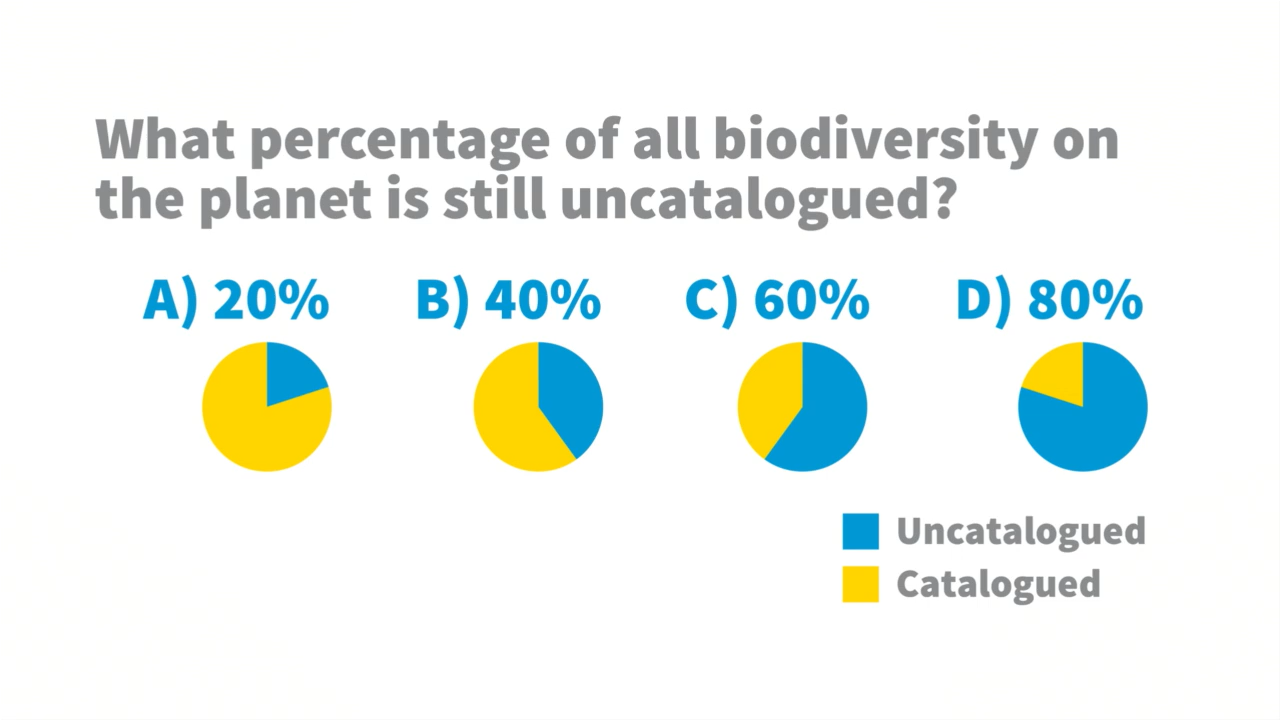 What percentage of all biodiversity on
the planet is still uncatalogued?
A) 20% B) 40% C) 60% D) 80%
Uncatalogued
Catalogued